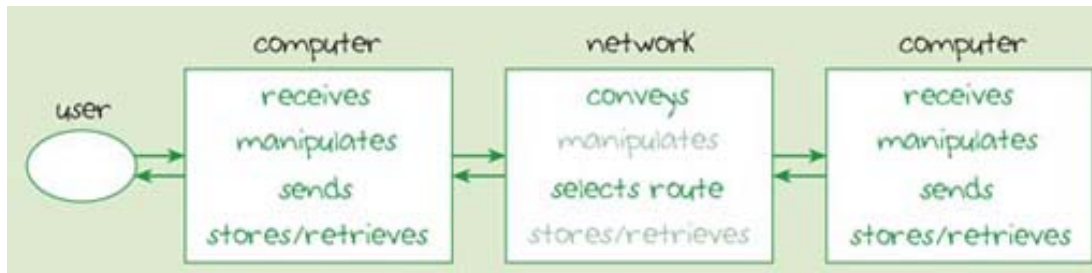 user
computer
receives
manipulates
sends
stores/retrieves
network
conveys
manipulates
selects route
stores/retrieves
computer
receives
manipulates
sends
stores/retrieves